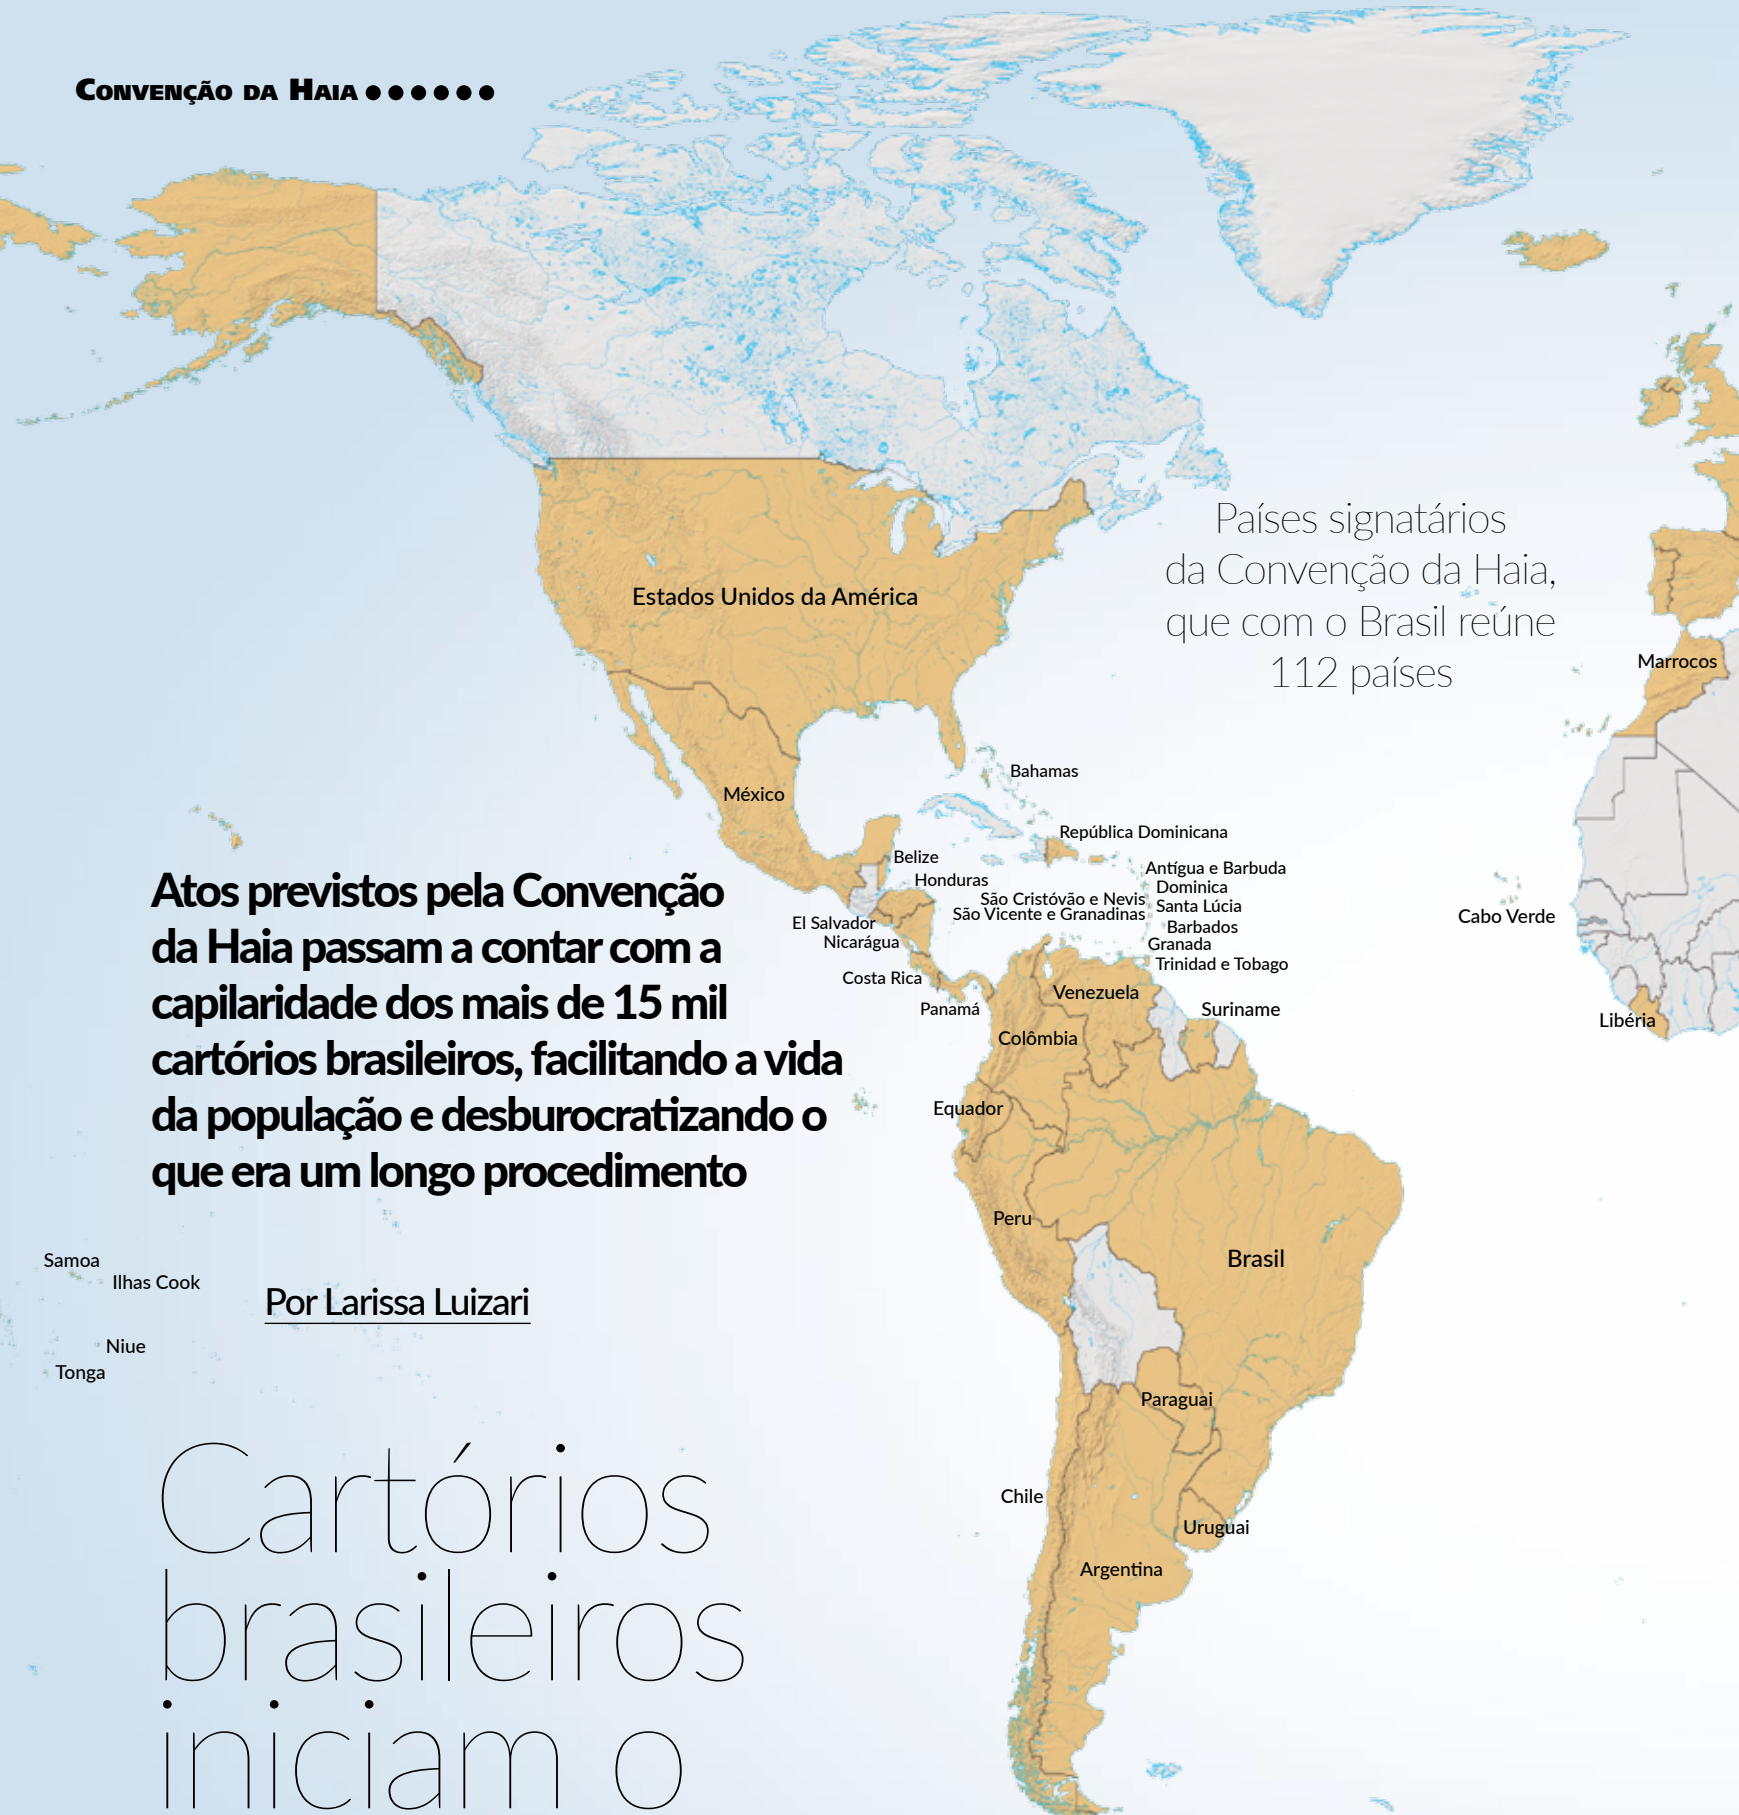 Convenção da Haia
Países signatários
da Convenção da Haia,
que com o Brasil reúne
112 países
Estados Unidos da América
Marrocos
México
Bahamas
República Dominicana
Belize
Honduras
Antígua e Barbuda
Dominica
São Cristóvão e Nevis
Santa Lúcia
São Vicente e Granadinas
Barbados
El Salvador
Nicarágua
Granada
Trinidad e Tobago
Costa Rica
Panamá
Cabo Verde
Libéria
Venezuela
Suriname
Colômbia
Equador
Peru
Brasil
Paraguai
Chile
Uruguai
Argentina
Atos previstos pela Convenção
da Haia passam a contar com a
capilaridade dos mais de 15 mil
cartórios brasileiros, facilitando a vida
da população e desburocratizando o
que era um longo procedimento
Samoa
Ilhas Cook
Niue
Tonga
Por Larissa Luizari
Cartórios
brasileiros
iniciam o